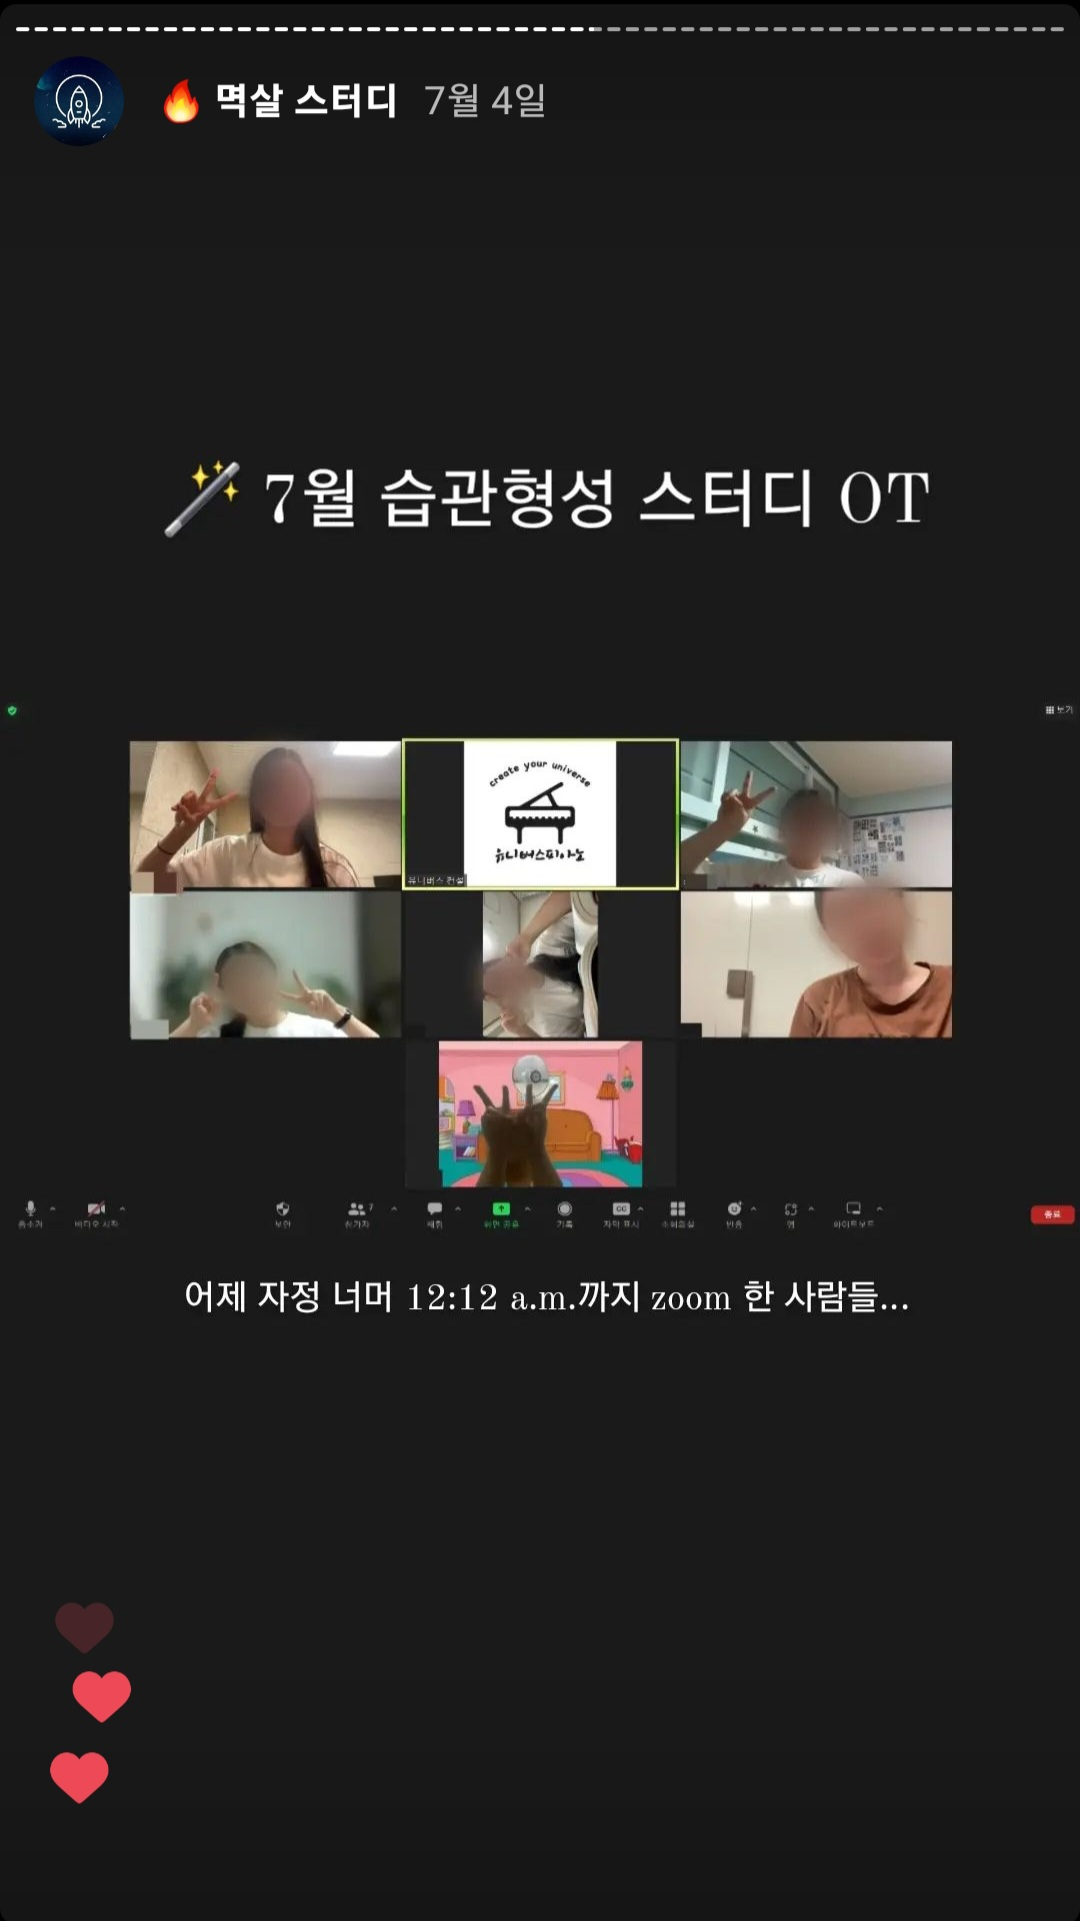 🔥 멱살 스터디 7월 4일
🪄 7월 습관형성 스터디 OT
보기
create your universe
유니버스피아노
유니버스 컨설
음소거
비디오 시작
보안
7
참가자
채팅
화면 공유
기록
CC
자막 표시
소회의실
반응
앱
화이트보드
종료
어제 자정 너머 12:12 a.m.까지 zoom 한 사람들...